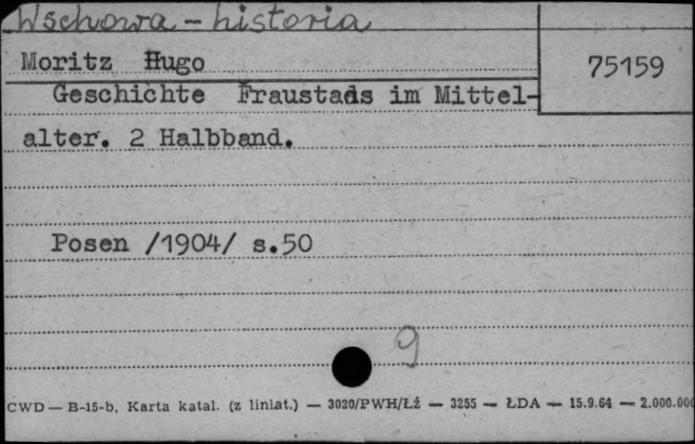 Wschowa - historia
Moritz Hugo
75159
Geschichte Fraustads im Mittel-
alter. 2 Halbband.
Posen /1904/ s.50
9
CWD — B-15-b, Karta katal. (z liniat.) — 3020/PWH/Łź — 3255 — ŁDA — 15.9.64 — 2.000.000